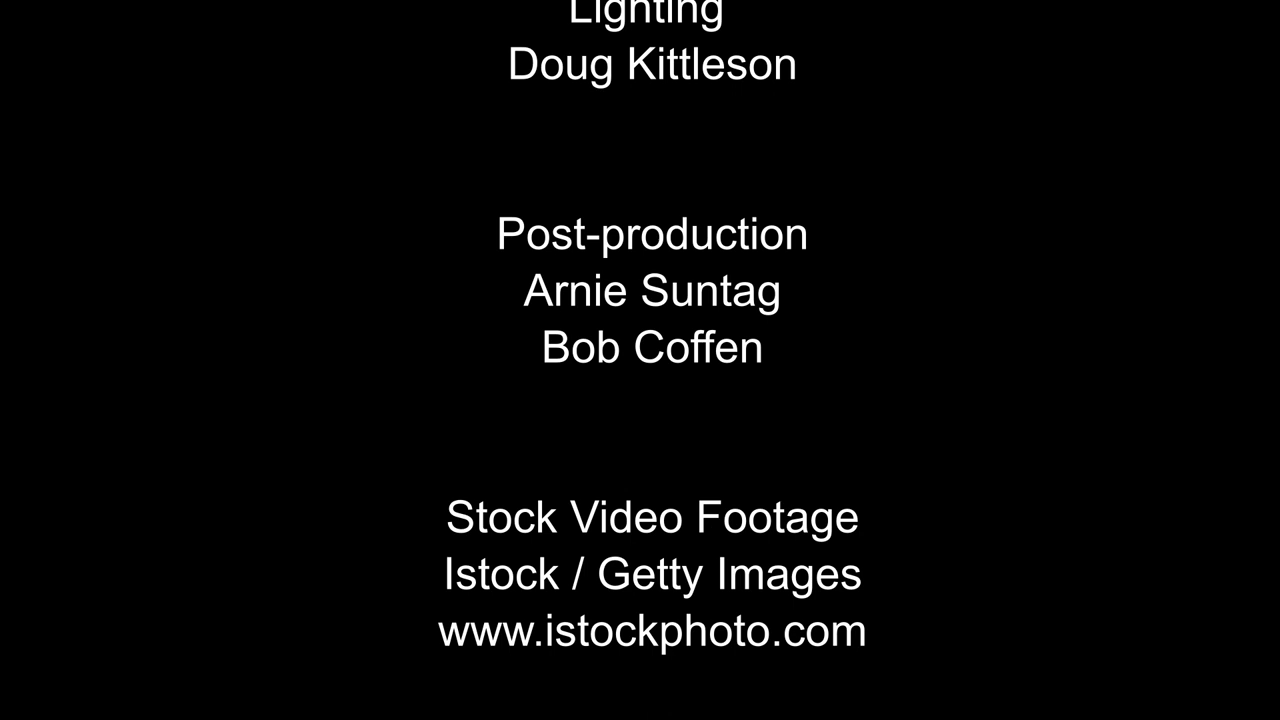 Lighting
Doug Kittleson
Post-production
Arnie Suntag
Bob Coffen
Stock Video Footage
Istock / Getty Images
www.istockphoto.com